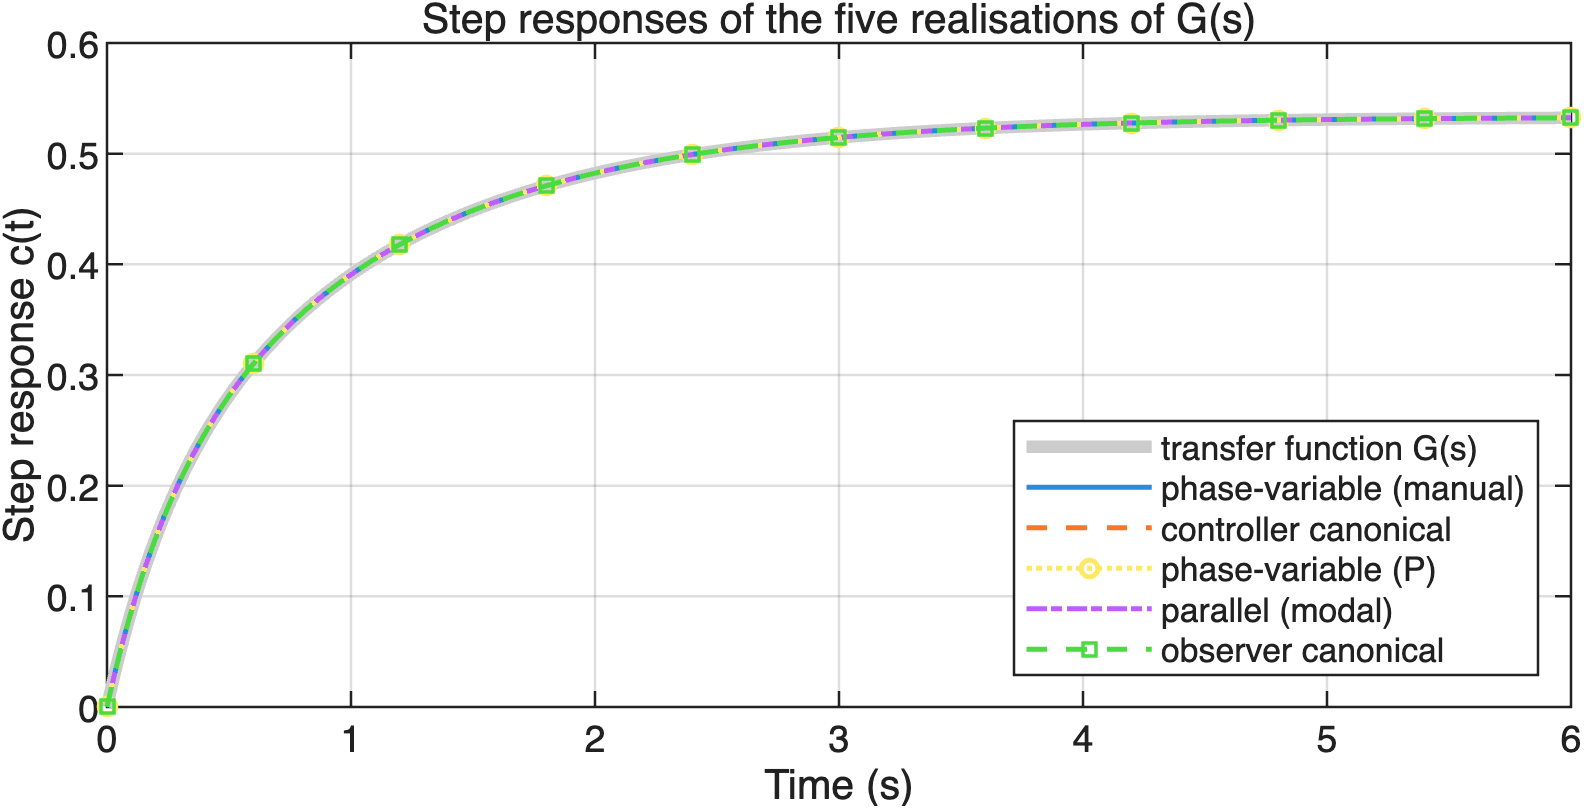 Step responses of the five realisations of G(s)
0.6
0.5
0.4
0.3
0.2
0.1
0
Step response c(t)
transfer function G(s)
phase-variable (manual)
controller canonical
phase-variable (P)
parallel (modal)
observer canonical
0 1 2 3 4 5 6
Time (s)